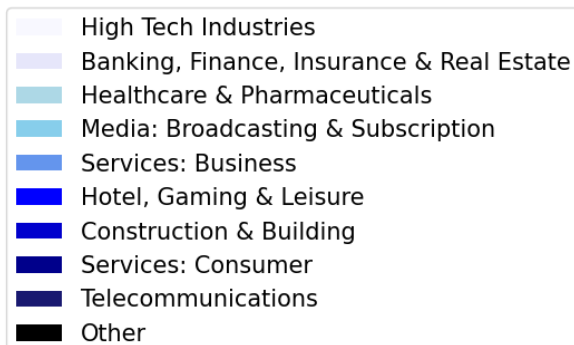 High Tech Industries
Banking, Finance, Insurance & Real Estate
Healthcare & Pharmaceuticals
Media: Broadcasting & Subscription
Services: Business
Hotel, Gaming & Leisure
Construction & Building
Services: Consumer
Telecommunications
Other